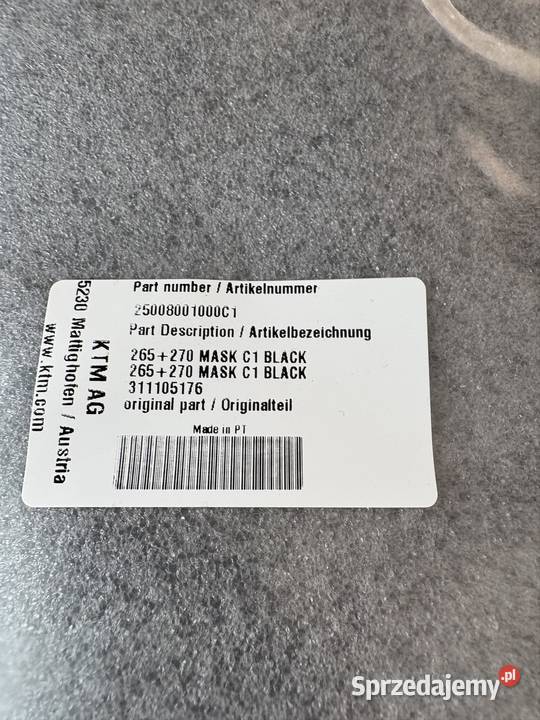 Part number / Artikelnummer
25008001000C1
Part Description / Artikelbezeichnung
265+270 MASK C1 BLACK
265+270 MASK C1 BLACK
311105176
original part / Originalteil
Made in PT
KTM AG
5230 Mattighofen / Austria
www.ktm.com
Sprzedajemy.pl